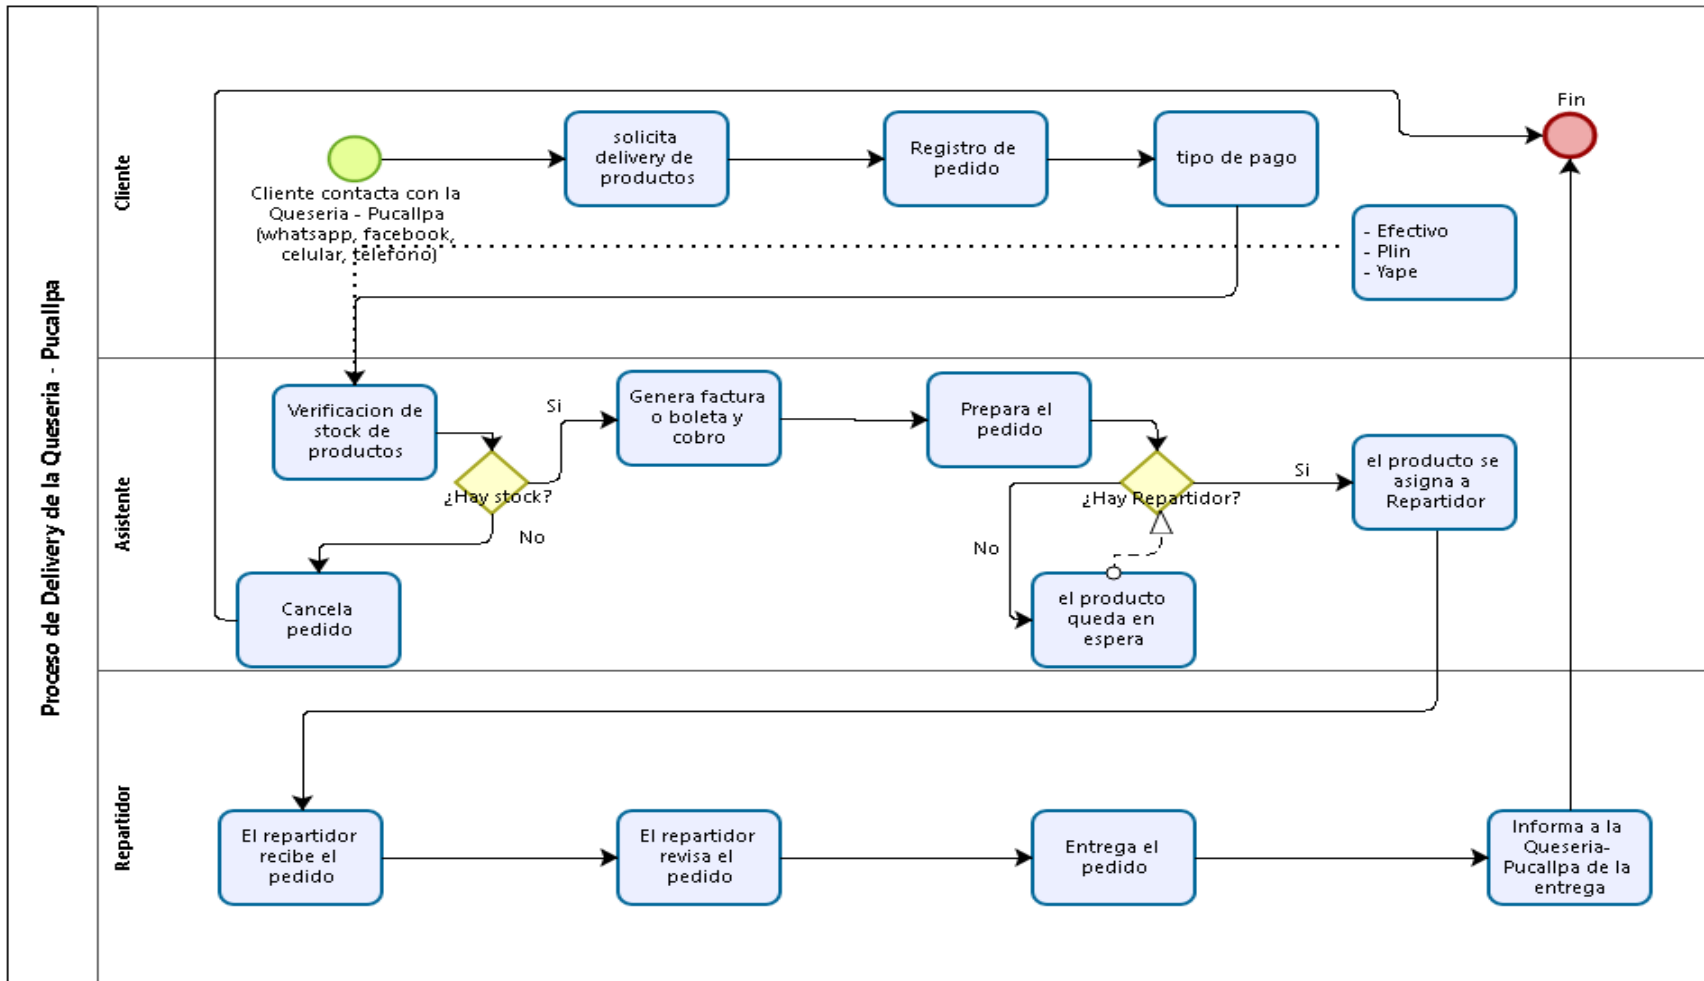 Proceso de Delivery de la Queseria - Pucallpa
Cliente
Cliente contacta con la
Queseria - Pucallpa
(whatsapp, facebook,
celular, telefono)
solicita
delivery de
productos
Registro de
pedido
tipo de pago
Fin
- Efectivo
- Plin
- Yape
Asistente
Verificacion de
stock de
productos
¿Hay stock?
Si
No
Cancela
pedido
Genera factura
o boleta y
cobro
Prepara el
pedido
¿Hay Repartidor?
Si
No
el producto
queda en
espera
el producto se
asigna a
Repartidor
Repartidor
El repartidor
recibe el
pedido
El repartidor
revisa el
pedido
Entrega el
pedido
Informa a la
Queseria-
Pucallpa de la
entrega